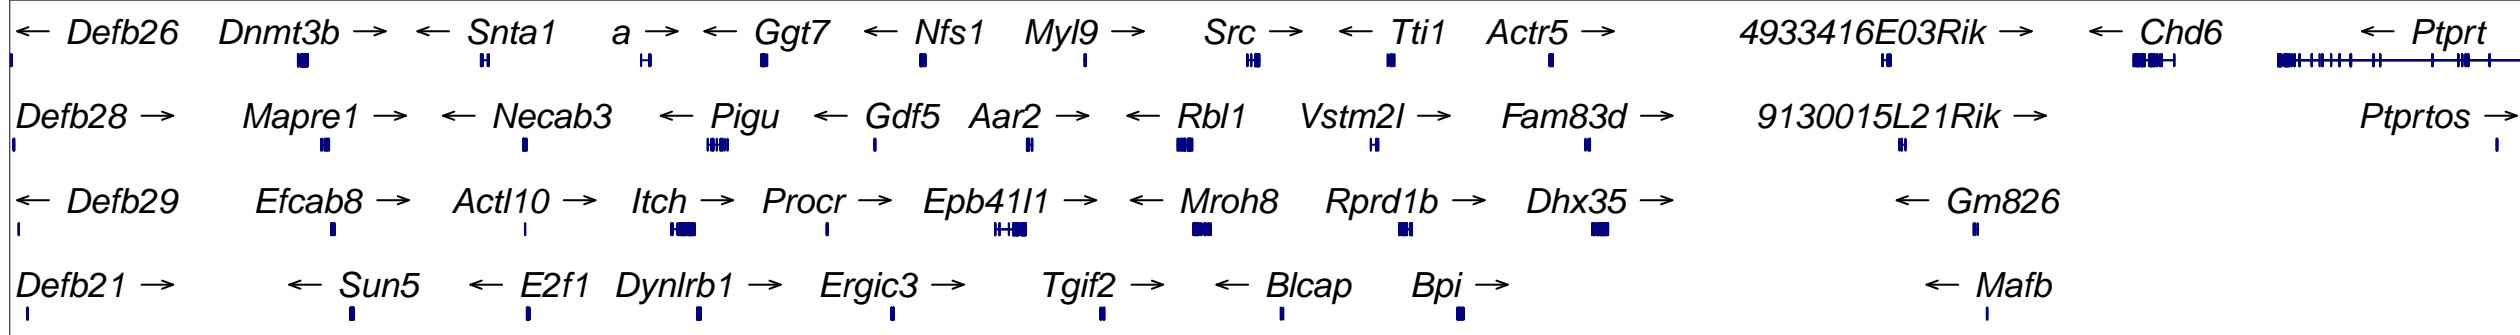 ← Defb26 Dnmt3b → ← Snta1 a → ← Ggt7 ← Nfs1 Myl9 → Src → ← Tti1 Actr5 → 4933416E03Rik → ← Chd6 ← Ptprt
Defb28 → Mapre1 → ← Necab3 ← Pigu ← Gdf5 Aar2 → ← Rbl1 Vstm2l → Fam83d → 9130015L21Rik → Ptprtos →
← Defb29 Efcab8 → Actl10 → Itch → Procr → Epb41l1 → ← Mroh8 Rprd1b → Dhx35 → ← Gm826
Defb21 → ← Sun5 ← E2f1 Dynlrb1 → Ergic3 → Tgif2 → ← Blcap Bpi → ← Mafb